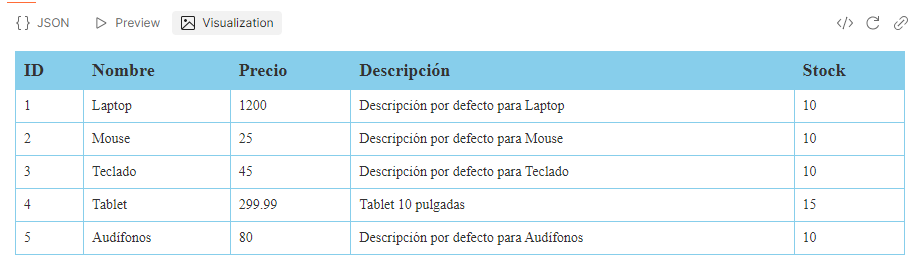 {} JSON Preview Visualization </>
ID Nombre Precio Descripción Stock
1 Laptop 1200 Descripción por defecto para Laptop 10
2 Mouse 25 Descripción por defecto para Mouse 10
3 Teclado 45 Descripción por defecto para Teclado 10
4 Tablet 299.99 Tablet 10 pulgadas 15
5 Audífonos 80 Descripción por defecto para Audífonos 10